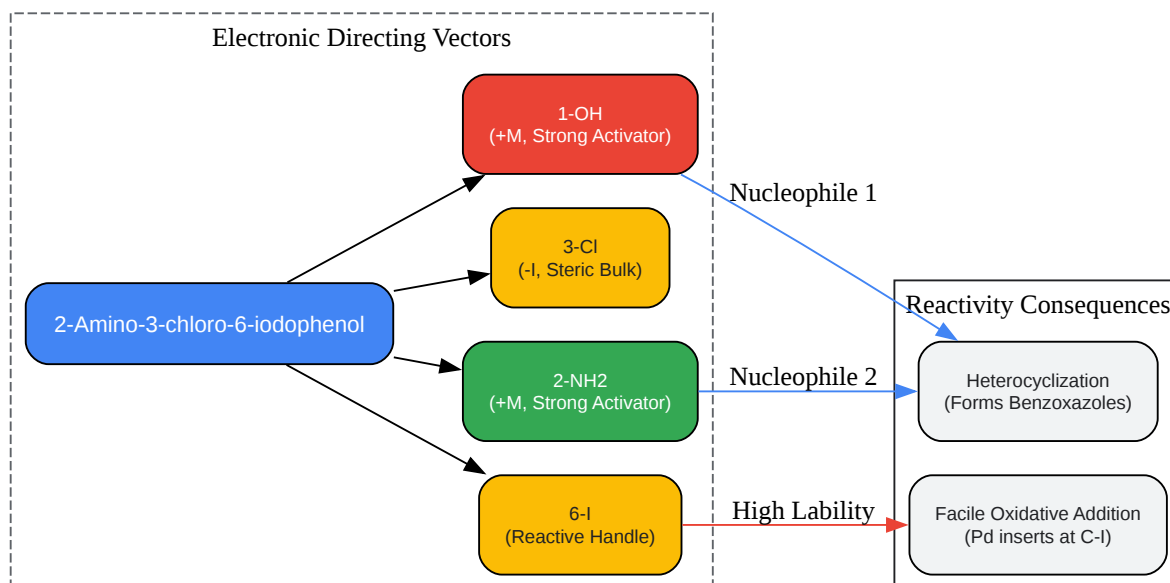 Electronic Directing Vectors
1-OH
(+M, Strong Activator)
Nucleophile 1
3-Cl
(-I, Steric Bulk)
2-Amino-3-chloro-6-iodophenol
Reactivity Consequences
2-NH2
(+M, Strong Activator)
Nucleophile 2
Heterocyclization
(Forms Benzoxazoles)
6-I
(Reactive Handle)
High Lability
Facile Oxidative Addition
(Pd inserts at C-I)